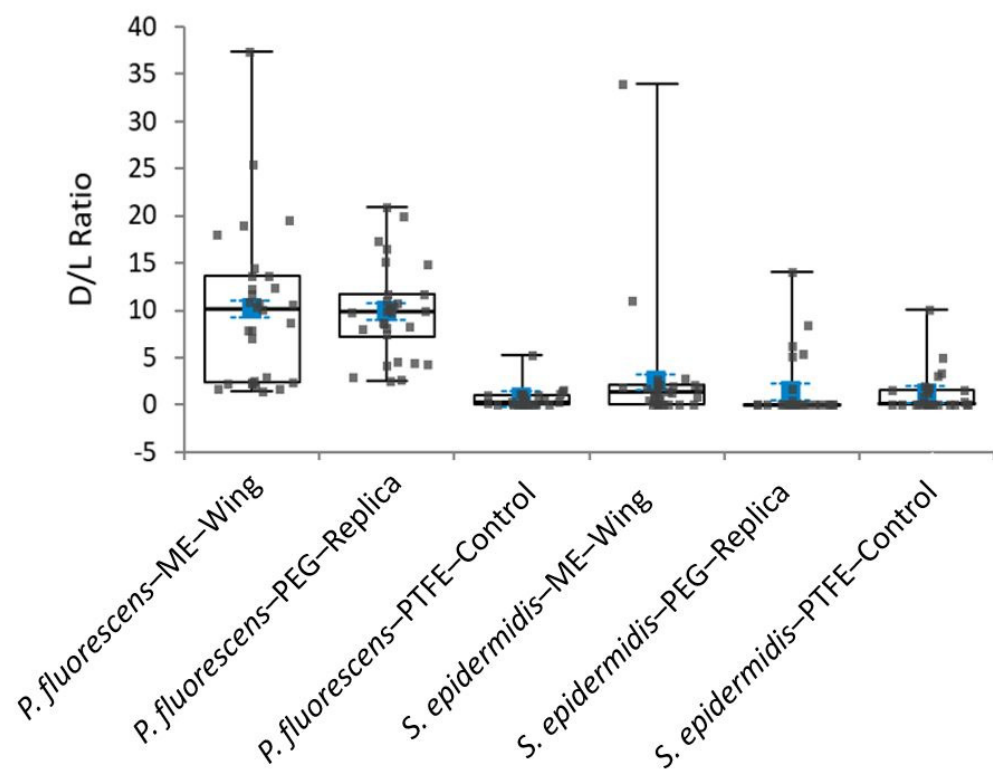 40
35
30
25
20
15
10
5
0
-5
D/L Ratio
P. fluorescens–ME–Wing
P. fluorescens–PEG–Replica
P. fluorescens–PTFE–Control
S. epidermidis–ME–Wing
S. epidermidis–PEG–Replica
S. epidermidis–PTFE–Control